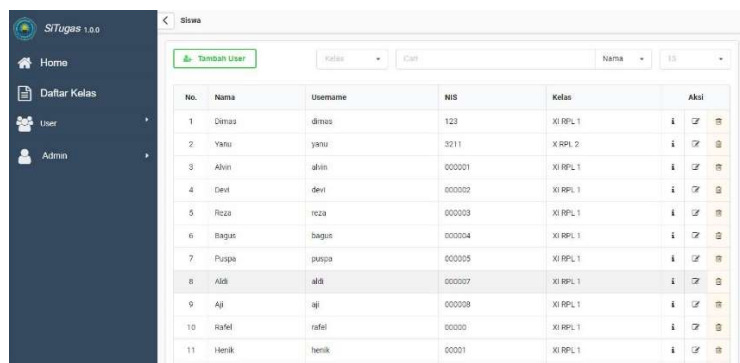 SiTugas 1.0.0
Home
Daftar Kelas
User
Admin
Siswa
Tambah User Kelas Cari Nama 10
No. Nama Username NIS Kelas Aksi
1 Dimas dimas 123 XI RPL 1
2 Yanu yanu 3211 X RPL 2
3 Alvin alvin 000001 XI RPL 1
4 Devi devi 000002 XI RPL 1
5 Reza reza 000003 XI RPL 1
6 Bagus bagus 000004 XI RPL 1
7 Puspa puspa 000005 XI RPL 1
8 Aldi aldi 000007 XI RPL 1
9 Aji aji 000008 XI RPL 1
10 Rafel rafel 00000 XI RPL 1
11 Henik henik 00001 XI RPL 1